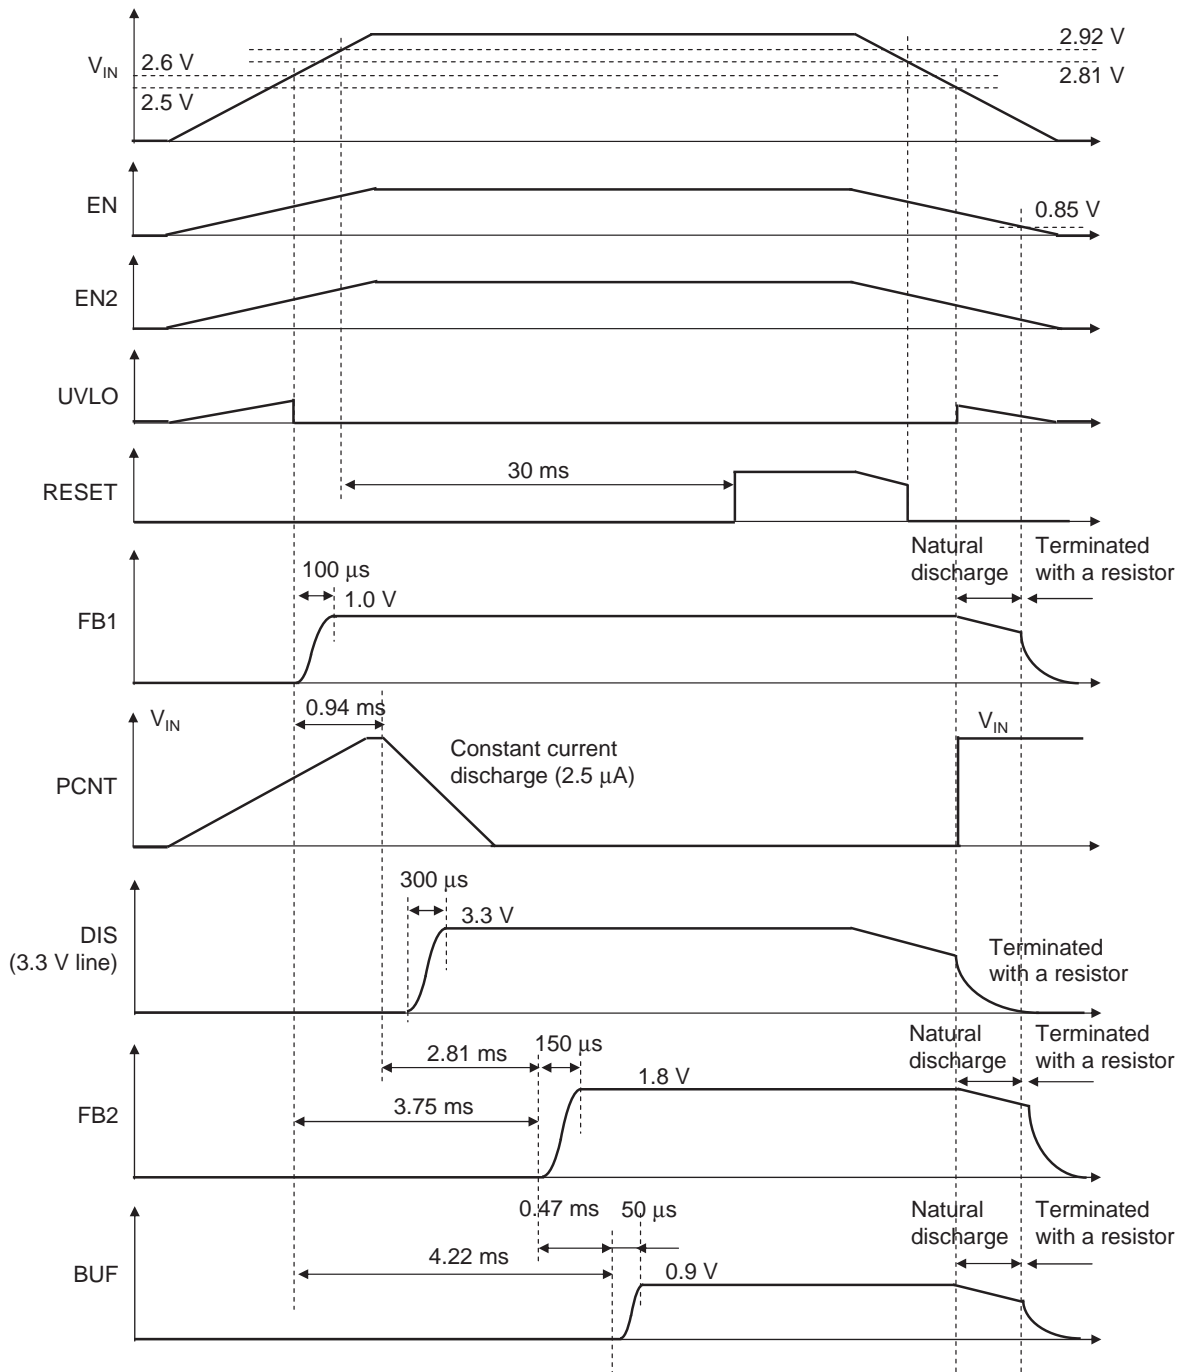 2.92 V
V_IN
2.6 V
2.81 V
2.5 V
EN
0.85 V
EN2
UVLO
RESET
30 ms
Natural discharge
Terminated with a resistor
100 μs
1.0 V
FB1
V_IN
0.94 ms
V_IN
Constant current discharge (2.5 μA)
PCNT
300 μs
3.3 V
DIS
(3.3 V line)
Terminated with a resistor
150 μs
2.81 ms
Natural discharge
Terminated with a resistor
1.8 V
3.75 ms
FB2
0.47 ms
50 μs
Natural discharge
Terminated with a resistor
4.22 ms
BUF
0.9 V